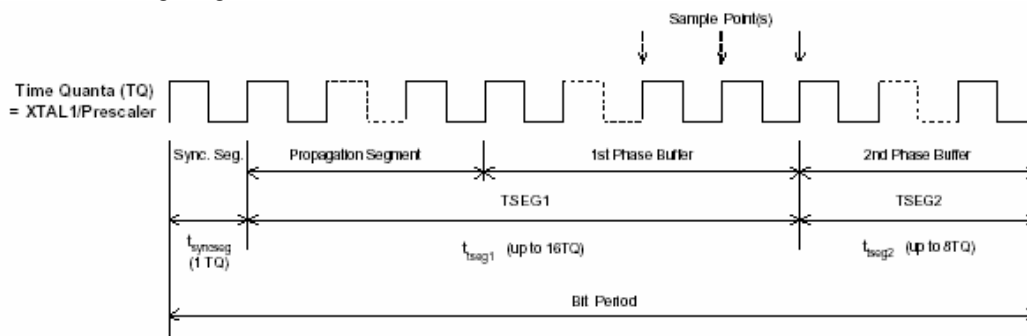 Sample Point(s)
Time Quanta (TQ)
= XTAL1/Prescaler
Sync. Seg.
Propagation Segment
1st Phase Buffer
2nd Phase Buffer
TSEG1
TSEG2
tsyncseg
(1 TQ)
ttseg1 (up to 16TQ)
ttseg2 (up to 8TQ)
Bit Period